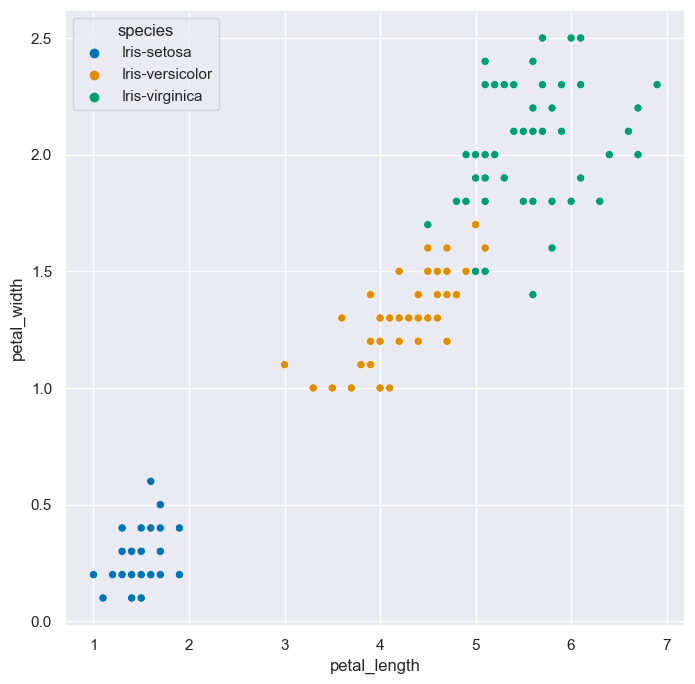 species
Iris-setosa
Iris-versicolor
Iris-virginica
2.5
2.0
1.5
1.0
0.5
0.0
petal_width
1 2 3 4 5 6 7
petal_length